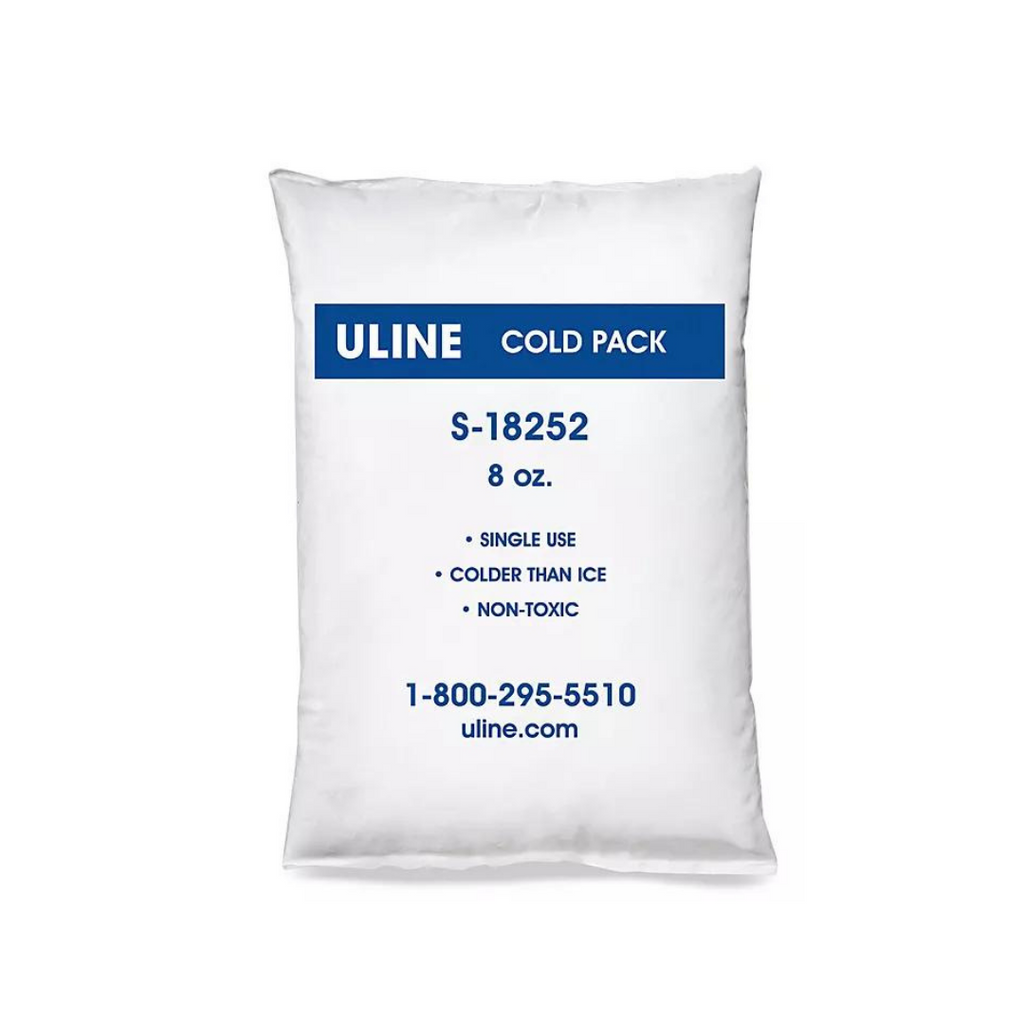 ULINE COLD PACK
S-18252
8 oz.
• SINGLE USE
• COLDER THAN ICE
• NON-TOXIC
1-800-295-5510
uline.com